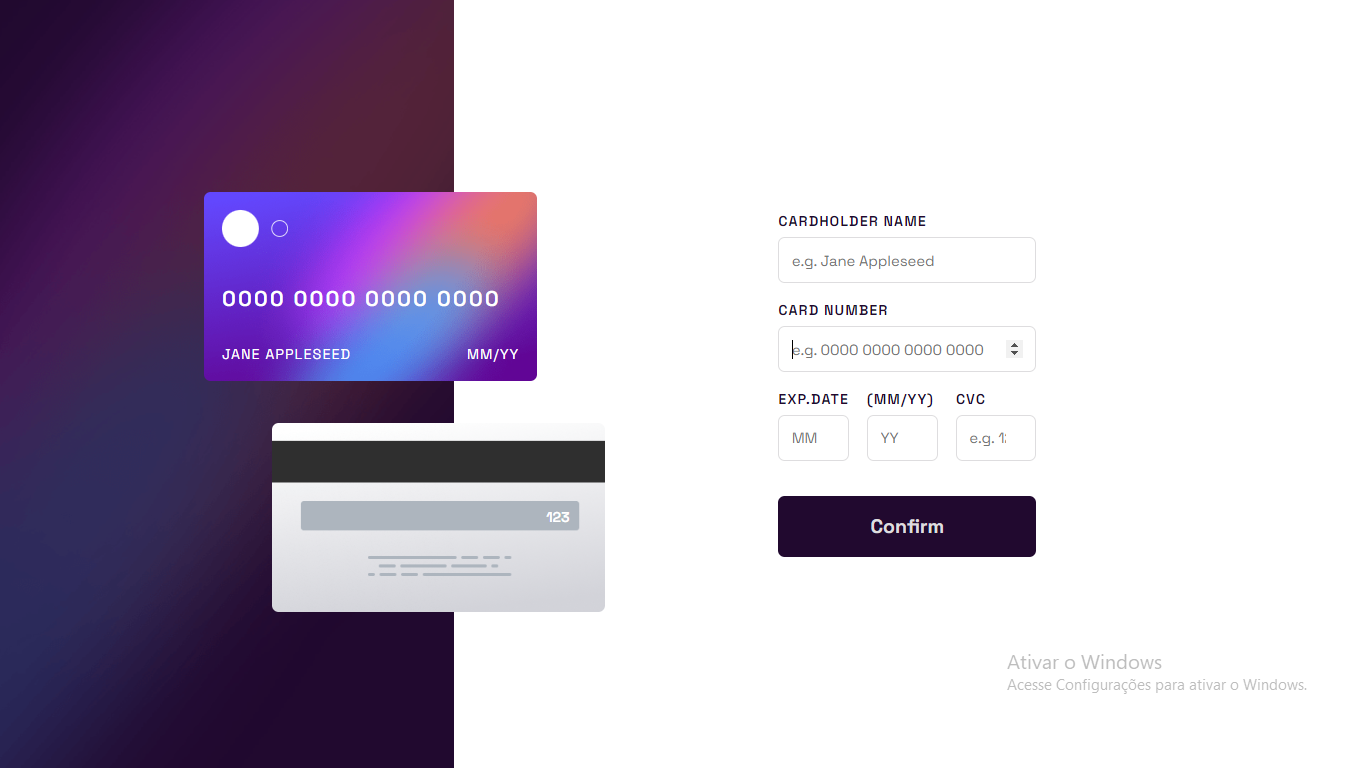 0000 0000 0000 0000
JANE APPLESEED MM/YY
123
CARDHOLDER NAME
e.g. Jane Appleseed
CARD NUMBER
e.g. 0000 0000 0000 0000
EXP.DATE (MM/YY) CVC
MM YY e.g. 1
Confirm
Ativar o Windows
Acesse Configurações para ativar o Windows.